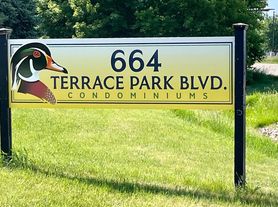 664
TERRACE PARK BLVD.
CONDOMINIUMS